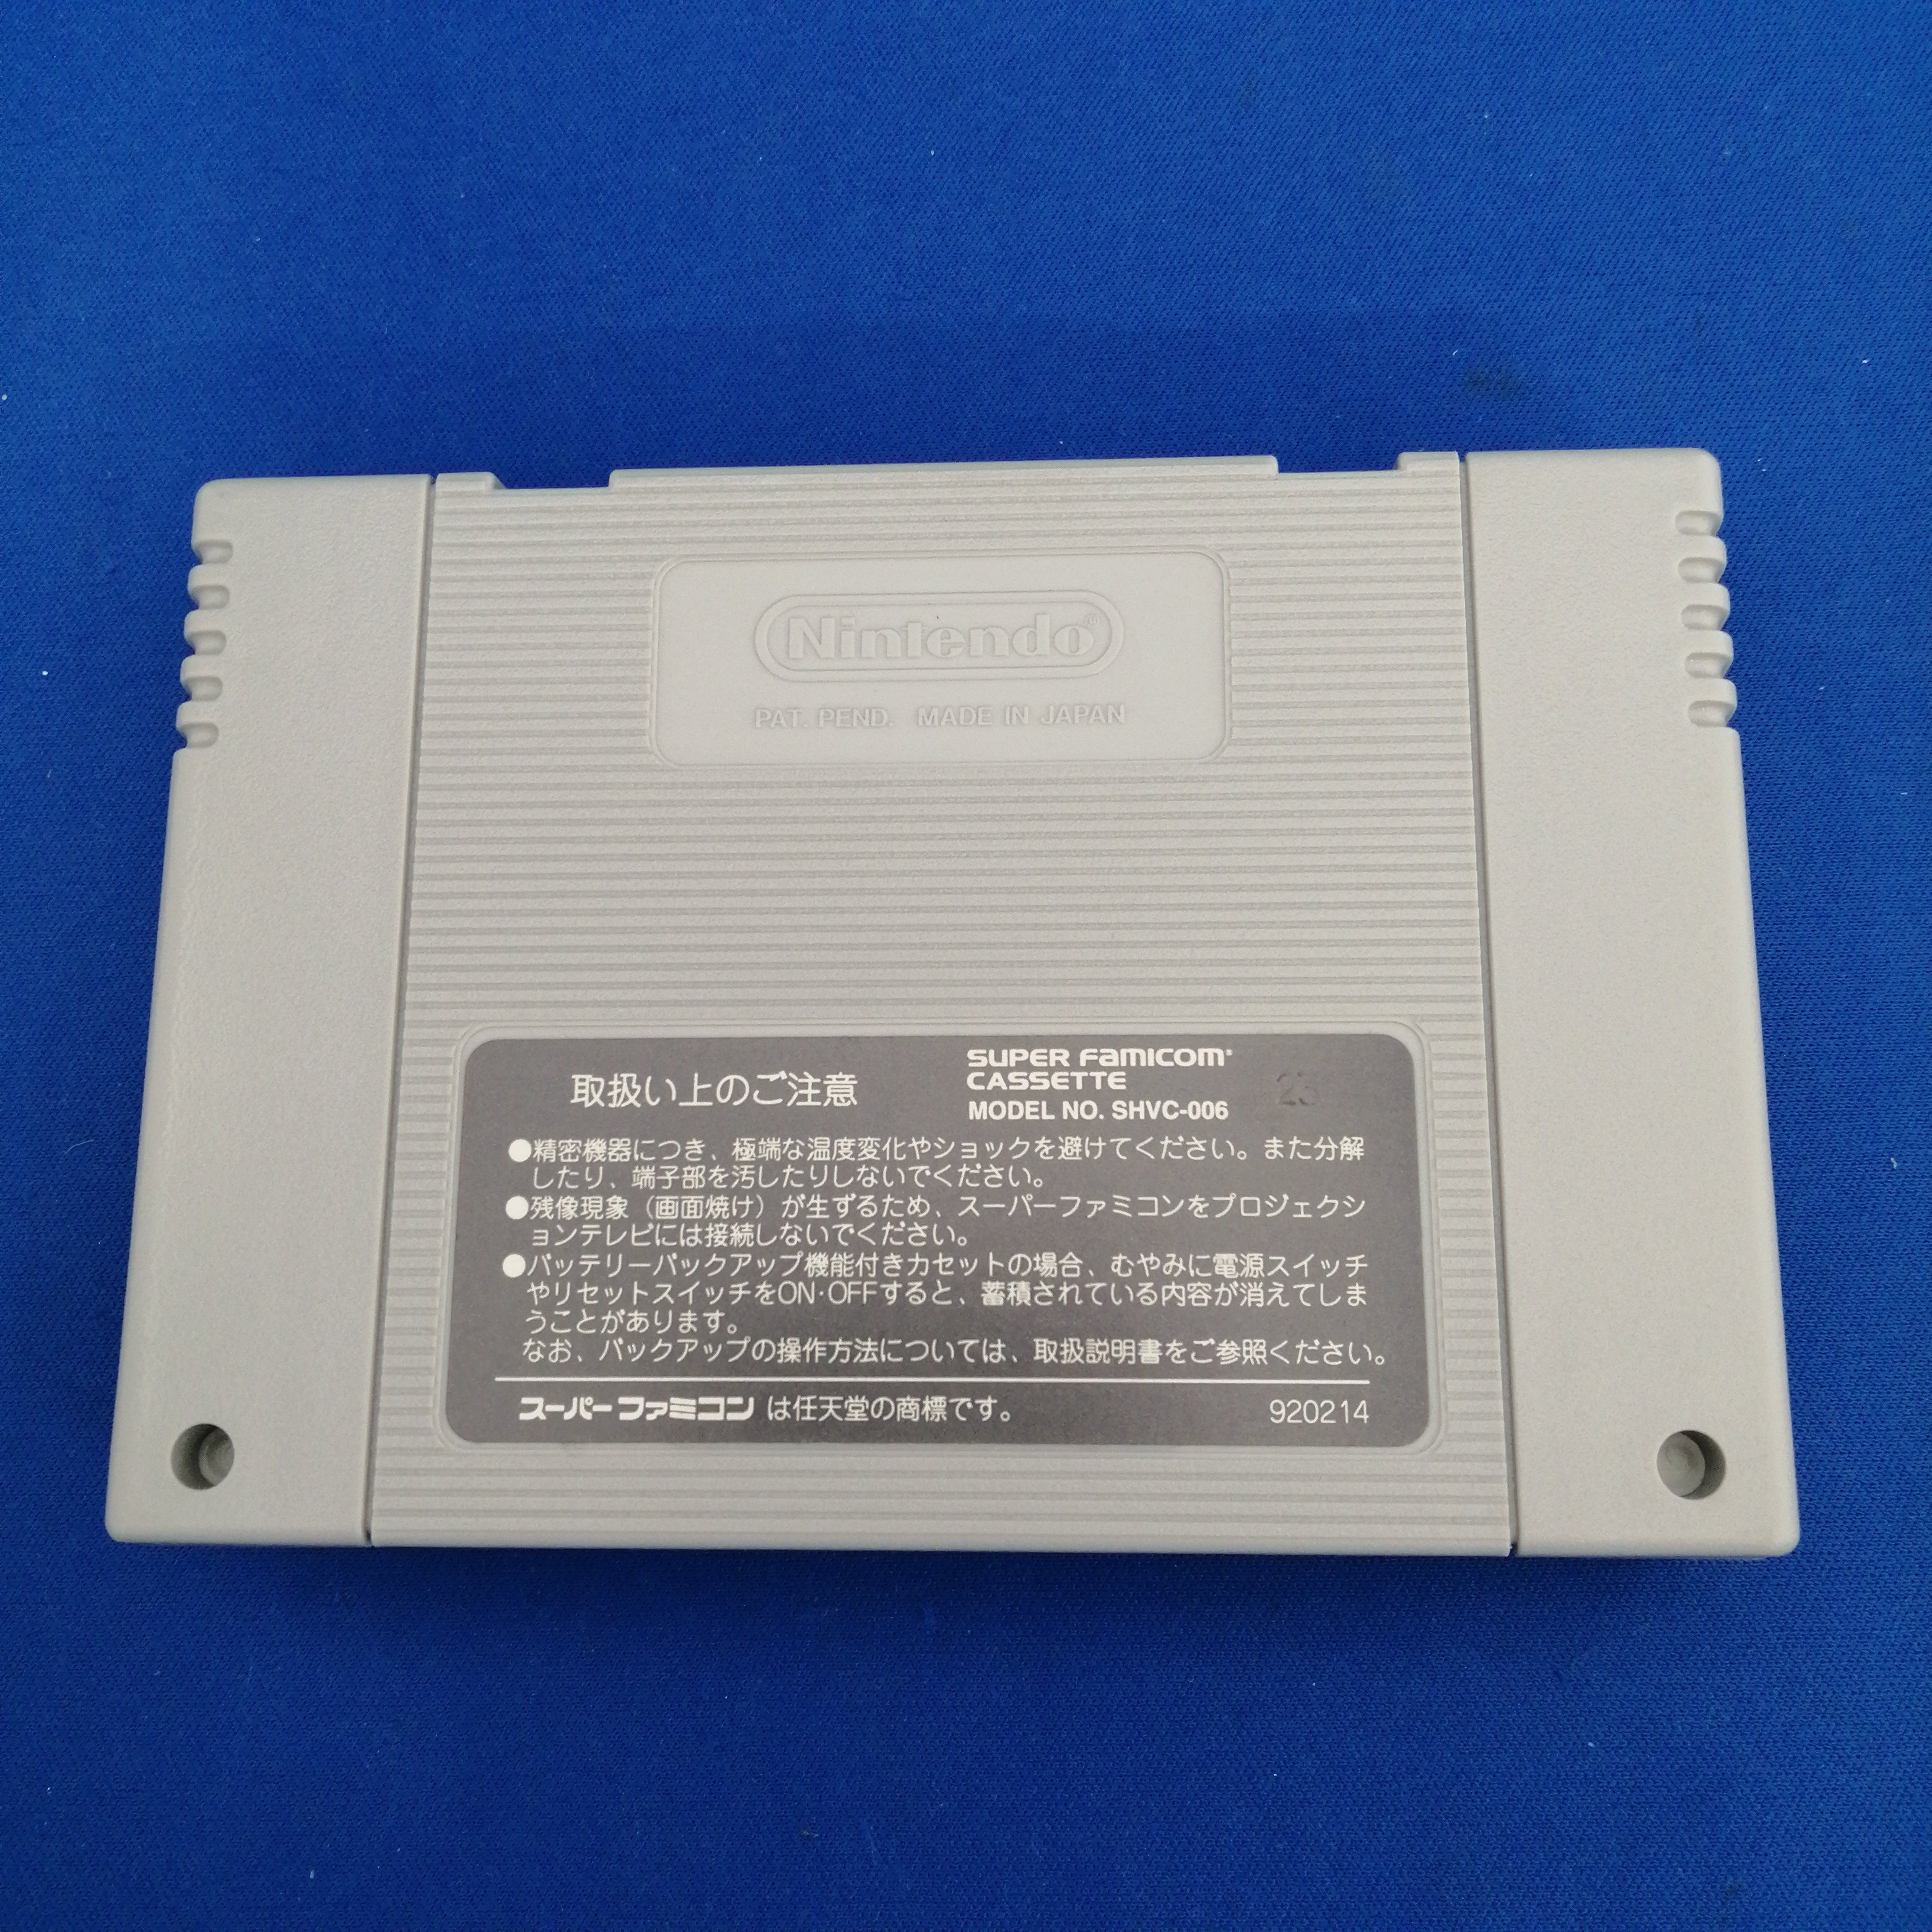 Nintendo®
PAT. PEND. MADE IN JAPAN
取扱い上のご注意
SUPER FAMICOM
CASSETTE
MODEL NO. SHVC-006
●精密機器につき、極端な温度変化やショックを避けてください。また分解
したり、端子部を汚したりしないでください。
●残像現象（画面焼け）が生ずるため、スーパーファミコンをプロジェクシ
ョンテレビには接続しないでください。
●バッテリーバックアップ機能付きカセットの場合、むやみに電源スイッチ
やリセットスイッチをON·OFFすると、蓄積されている内容が消えてしま
うことがあります。
なお、バックアップの操作方法については、取扱説明書をご参照ください。
スーパーファミコンは任天堂の商標です。
920214